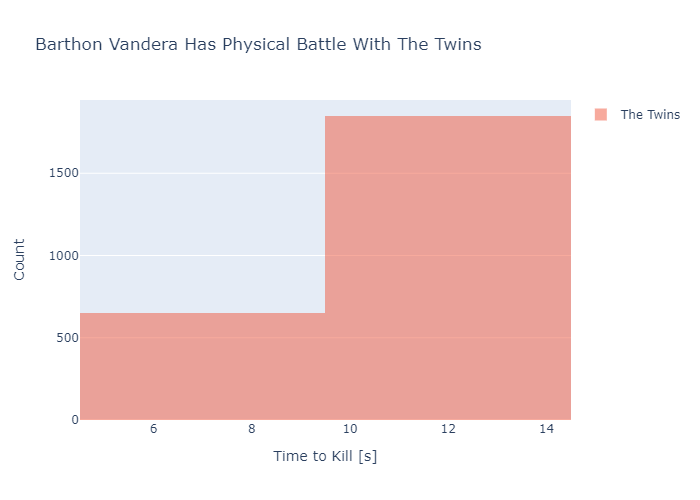 Barthon Vandera Has Physical Battle With The Twins
The Twins
1500
1000
500
0
Count
6 8 10 12 14
Time to Kill [s]